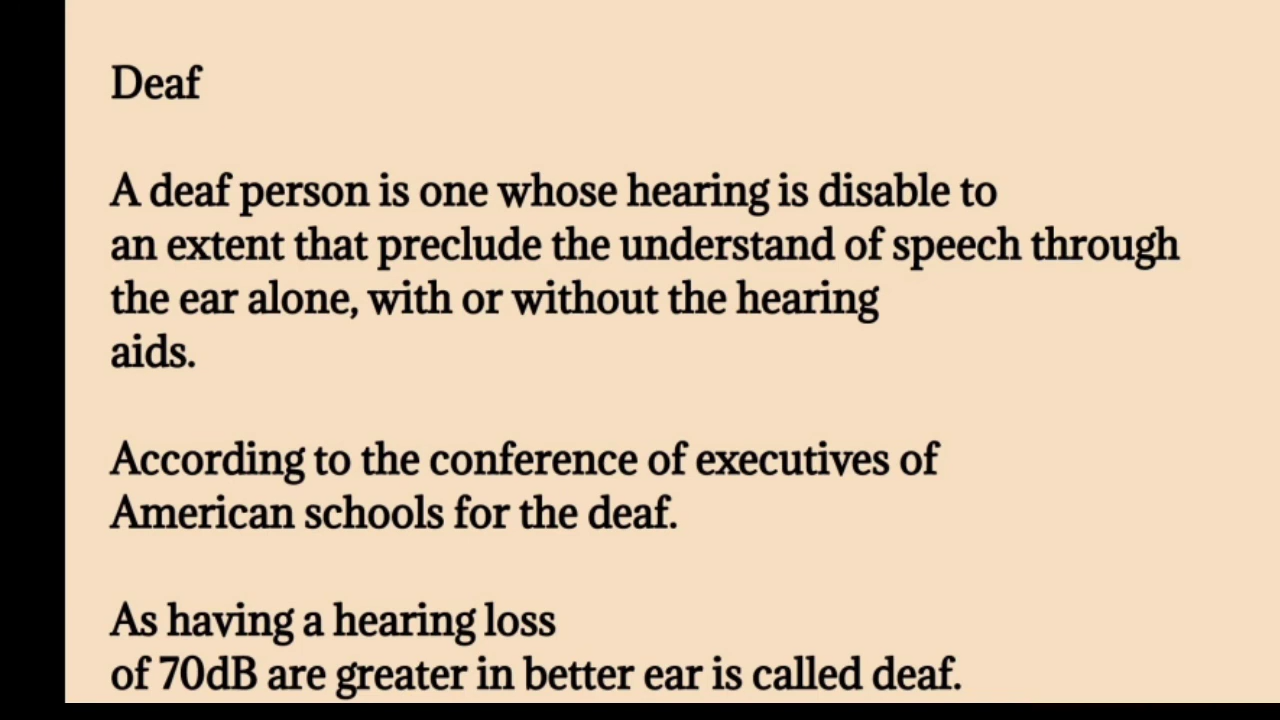 Deaf
A deaf person is one whose hearing is disable to
an extent that preclude the understand of speech through
the ear alone, with or without the hearing
aids.
According to the conference of executives of
American schools for the deaf.
As having a hearing loss
of 70dB are greater in better ear is called deaf.